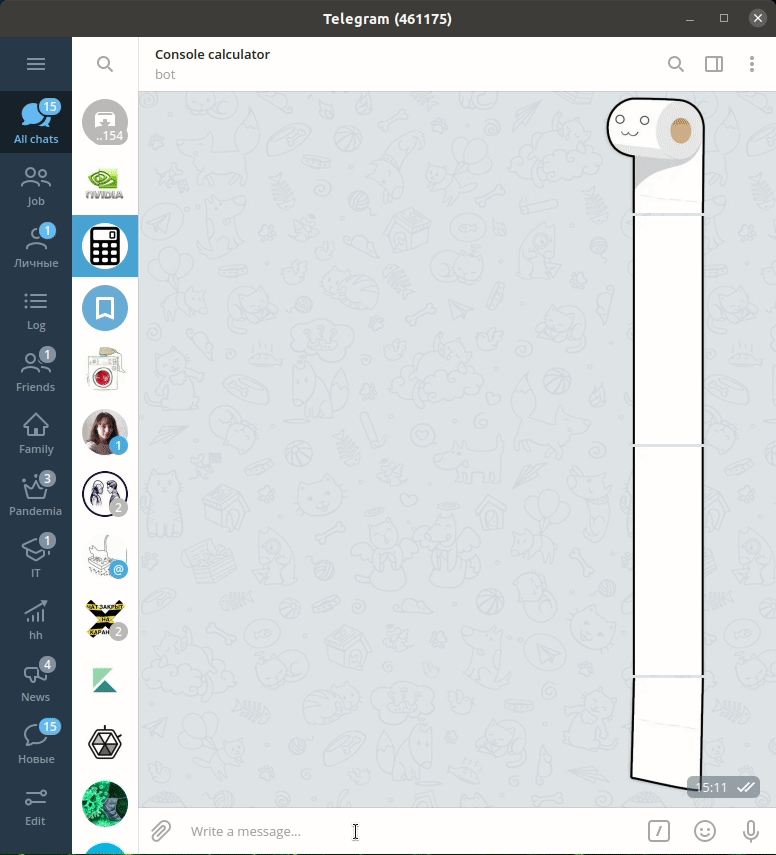 Telegram (461175)
Console calculator
bot
15
All chats
Job
1
Личные
Log
1
Friends
Family
3
Pandemia
1
IT
hh
4
News
15
Новые
Edit
..154
NVIDIA
1
2
@
ЧАТ ЗАКРЫТ
НА
2
15:11
Write a message...